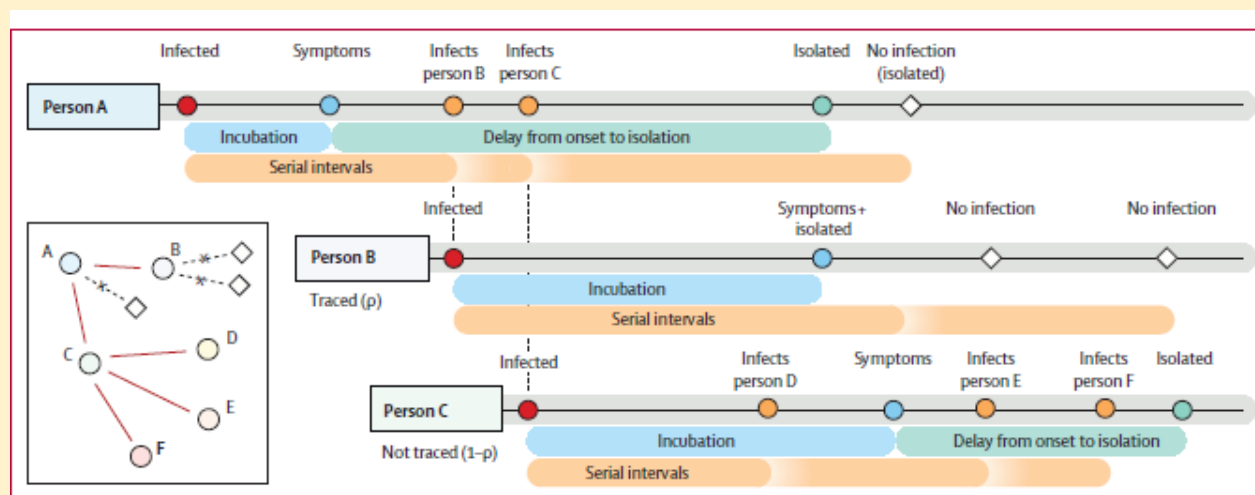 Infected
Symptoms
Infects
person B
Infects
person C
Isolated
No infection
(isolated)
Person A
Incubation
Delay from onset to isolation
Serial intervals
Infected
Symptoms+
isolated
No infection
No infection
Person B
Traced (ρ)
Incubation
Serial intervals
A
B
C
D
E
F
Infected
Infects
person D
Symptoms
Infects
person E
Infects
person F
Isolated
Person C
Not traced (1–ρ)
Incubation
Delay from onset to isolation
Serial intervals